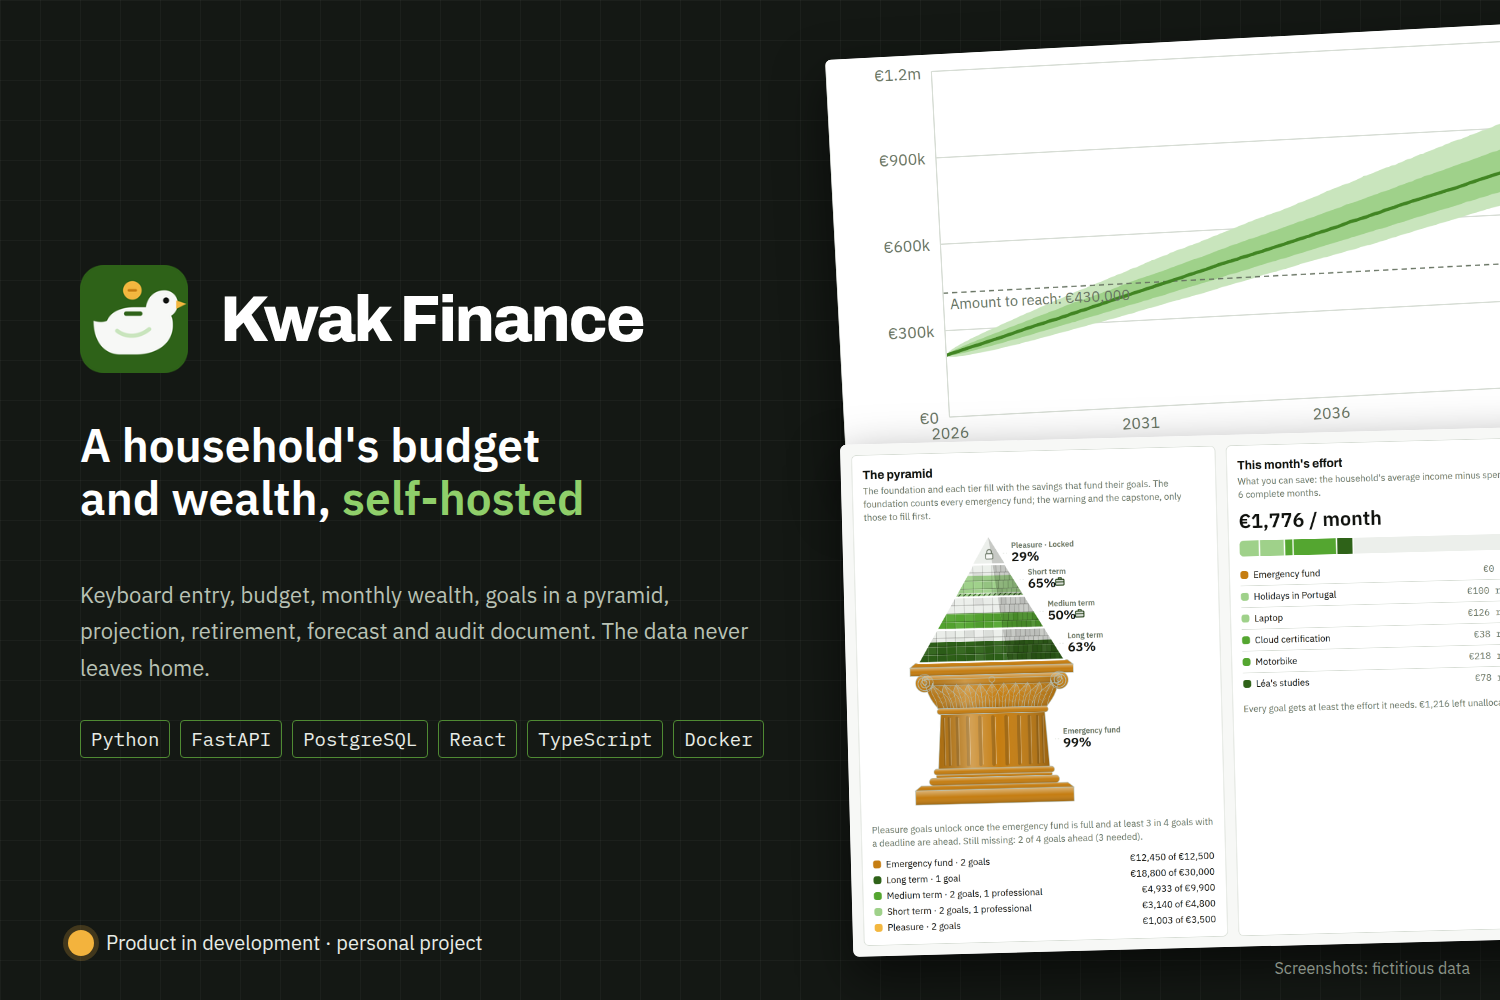 Kwak Finance
A household's budget
and wealth, self-hosted
Keyboard entry, budget, monthly wealth, goals in a pyramid,
projection, retirement, forecast and audit document. The data never
leaves home.
Python
FastAPI
PostgreSQL
React
TypeScript
Docker
Product in development · personal project
€1.2m
€900k
€600k
Amount to reach: €430,000
€300k
€0
2026
2031
2036
The pyramid
The foundation and each tier fill with the savings that fund their goals. The
foundation counts every emergency fund; the warning and the capstone, only
those to fill first.
Pleasure · Locked
29%
Short term
65%
Medium term
50%
Long term
63%
Emergency fund
99%
Pleasure goals unlock once the emergency fund is full and at least 3 in 4 goals with
a deadline are ahead. Still missing: 2 of 4 goals ahead (3 needed).
Emergency fund · 2 goals €12,450 of €12,500
Long term · 1 goal €18,800 of €30,000
Medium term · 2 goals, 1 professional €4,933 of €9,900
Short term · 2 goals, 1 professional €3,140 of €4,800
Pleasure · 2 goals €1,003 of €3,500
This month's effort
What you can save: the household's average income minus
6 complete months.
€1,776 / month
Emergency fund €0
Holidays in Portugal €100
Laptop €126
Cloud certification €38
Motorbike €218
Léa's studies €78
Every goal gets at least the effort it needs. €1,216 left
Screenshots: fictitious data